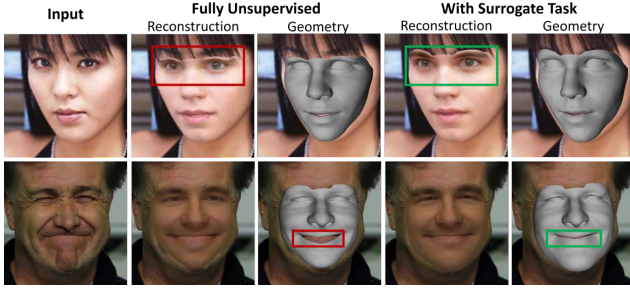 Input
Fully Unsupervised
With Surrogate Task
Reconstruction
Geometry
Reconstruction
Geometry